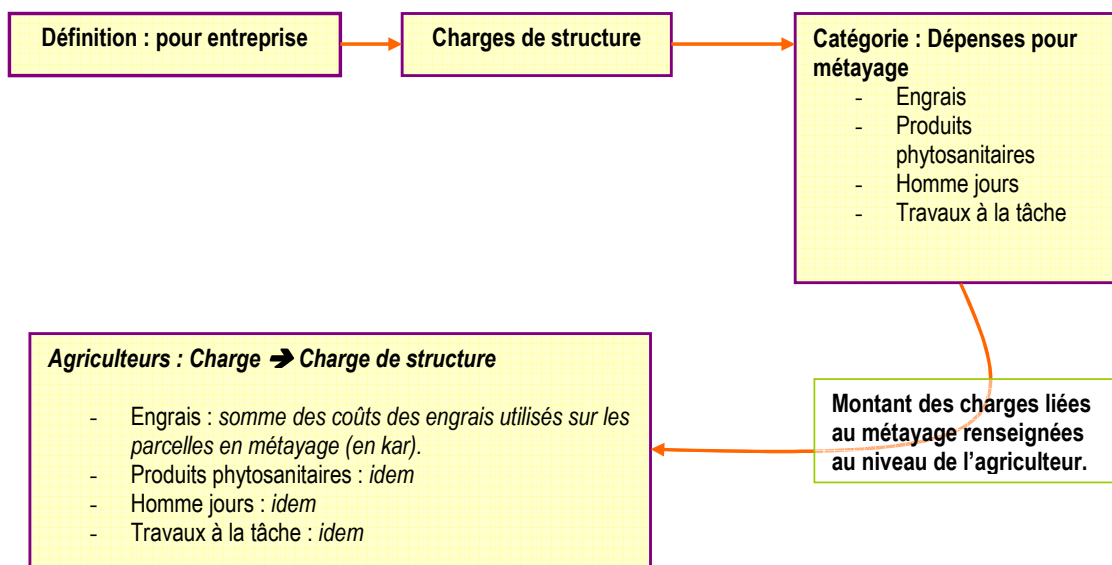 Définition : pour entreprise
Charges de structure
Catégorie : Dépenses pour
métayage
- Engrais
- Produits
phytosanitaires
- Homme jours
- Travaux à la tâche
Agriculteurs : Charge ➔ Charge de structure
- Engrais : somme des coûts des engrais utilisés sur les
parcelles en métayage (en kar).
- Produits phytosanitaires : idem
- Homme jours : idem
- Travaux à la tâche : idem
Montant des charges liées
au métayage renseignées
au niveau de l’agriculteur.